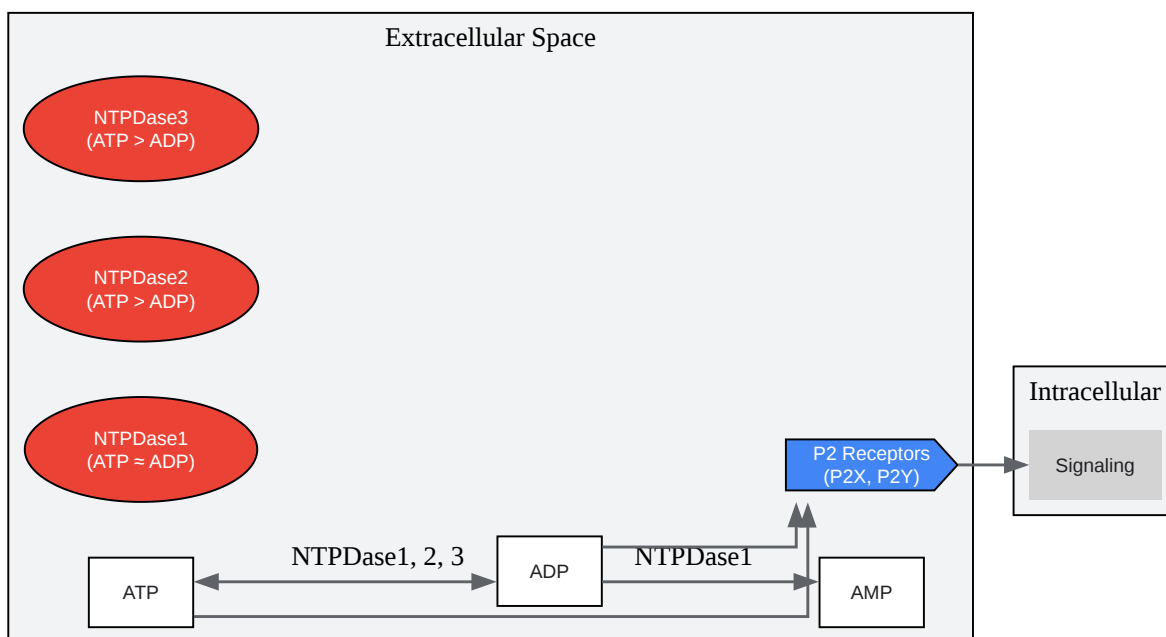 Extracellular Space
NTPDase3
(ATP > ADP)
NTPDase2
(ATP > ADP)
NTPDase1
(ATP ≈ ADP)
P2 Receptors
(P2X, P2Y)
Intracellular
Signaling
NTPDase1, 2, 3
NTPDase1
ATP
ADP
AMP